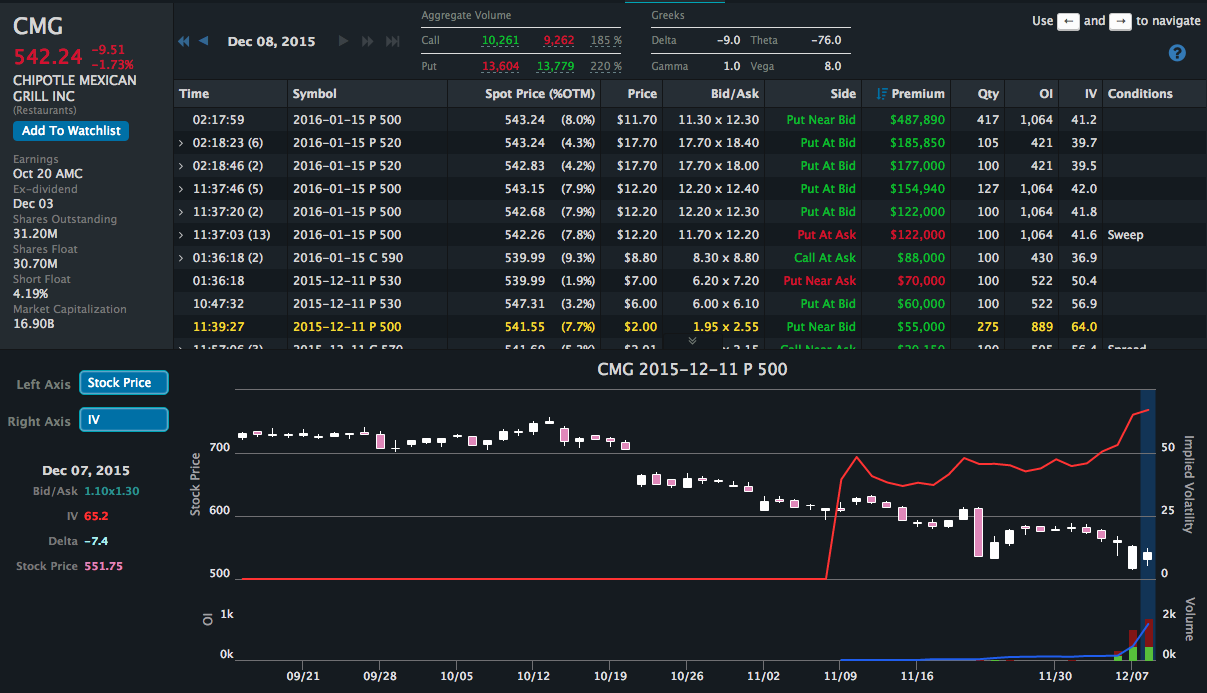 CMG
542.24 -9.51 -1.73%
CHIPOTLE MEXICAN
GRILL INC
(Restaurants)
Add To Watchlist
Earnings
Oct 20 AMC
Ex-dividend
Dec 03
Shares Outstanding
31.20M
Shares Float
30.70M
Short Float
4.19%
Market Capitalization
16.90B
Dec 08, 2015
Aggregate Volume
Call 10,261 9,262 185 %
Put 13,604 13,779 220 %
Greeks
Delta -9.0 Theta -76.0
Gamma 1.0 Vega 8.0
Use ← and → to navigate
?
Time Symbol Spot Price (%OTM) Price Bid/Ask Side Premium Qty OI IV Conditions
02:17:59 2016-01-15 P 500 543.24 (8.0%) $11.70 11.30 x 12.30 Put Near Bid $487,890 417 1,064 41.2
02:18:23 (6) 2016-01-15 P 520 543.24 (4.3%) $17.70 17.70 x 18.40 Put At Bid $185,850 105 421 39.7
02:18:46 (2) 2016-01-15 P 520 542.83 (4.2%) $17.70 17.70 x 18.00 Put At Bid $177,000 100 421 39.5
11:37:46 (5) 2016-01-15 P 500 543.15 (7.9%) $12.20 12.20 x 12.40 Put At Bid $154,940 127 1,064 42.0
11:37:20 (2) 2016-01-15 P 500 542.68 (7.9%) $12.20 12.20 x 12.30 Put At Bid $122,000 100 1,064 41.8
11:37:03 (13) 2016-01-15 P 500 542.26 (7.8%) $12.20 11.70 x 12.20 Put At Ask $122,000 100 1,064 41.6 Sweep
01:36:18 (2) 2016-01-15 C 590 539.99 (9.3%) $8.80 8.30 x 8.80 Call At Ask $88,000 100 430 36.9
01:36:18 2015-12-11 P 530 539.99 (1.9%) $7.00 6.20 x 7.20 Put Near Ask $70,000 100 522 50.4
10:47:32 2015-12-11 P 530 547.31 (3.2%) $6.00 6.00 x 6.10 Put At Bid $60,000 100 522 56.9
11:39:27 2015-12-11 P 500 541.55 (7.7%) $2.00 1.95 x 2.55 Put Near Bid $55,000 275 889 64.0
CMG 2015-12-11 P 500
Left Axis Stock Price
Right Axis IV
Dec 07, 2015
Bid/Ask 1.10x1.30
IV 65.2
Delta -7.4
Stock Price 551.75
Stock Price
700
600
500
OI
1k
0k
Implied Volatility
50
25
0
Volume
2k
0k
09/21 09/28 10/05 10/12 10/19 10/26 11/02 11/09 11/16 11/30 12/07